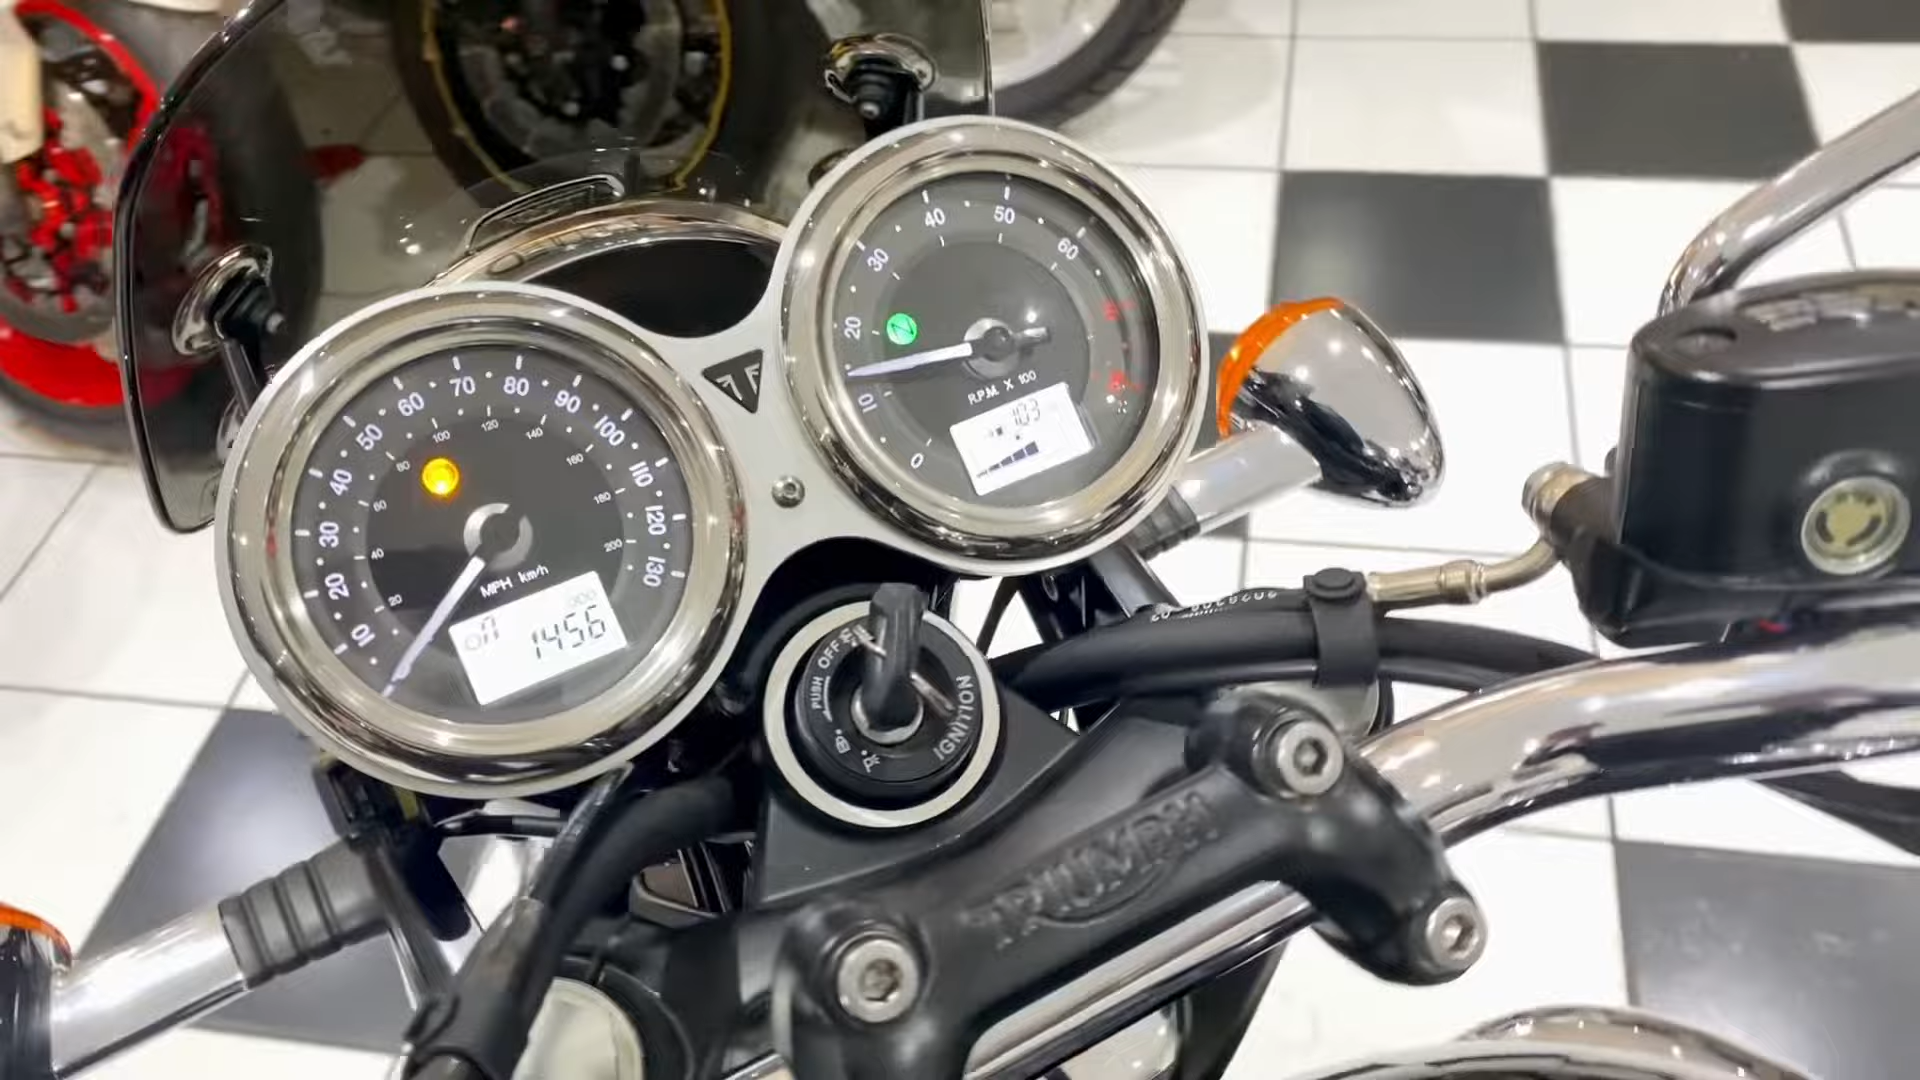 10 20 30 40 50 60 70 80 90 100 110 120 130
20 40 60 80 100 120 140 160 180 200
MPH km/h
1456
0 10 20 30 40 50 60
R.P.M. X 100
103
N
PUSH OFF
IGNITION
P
TRIUMPH